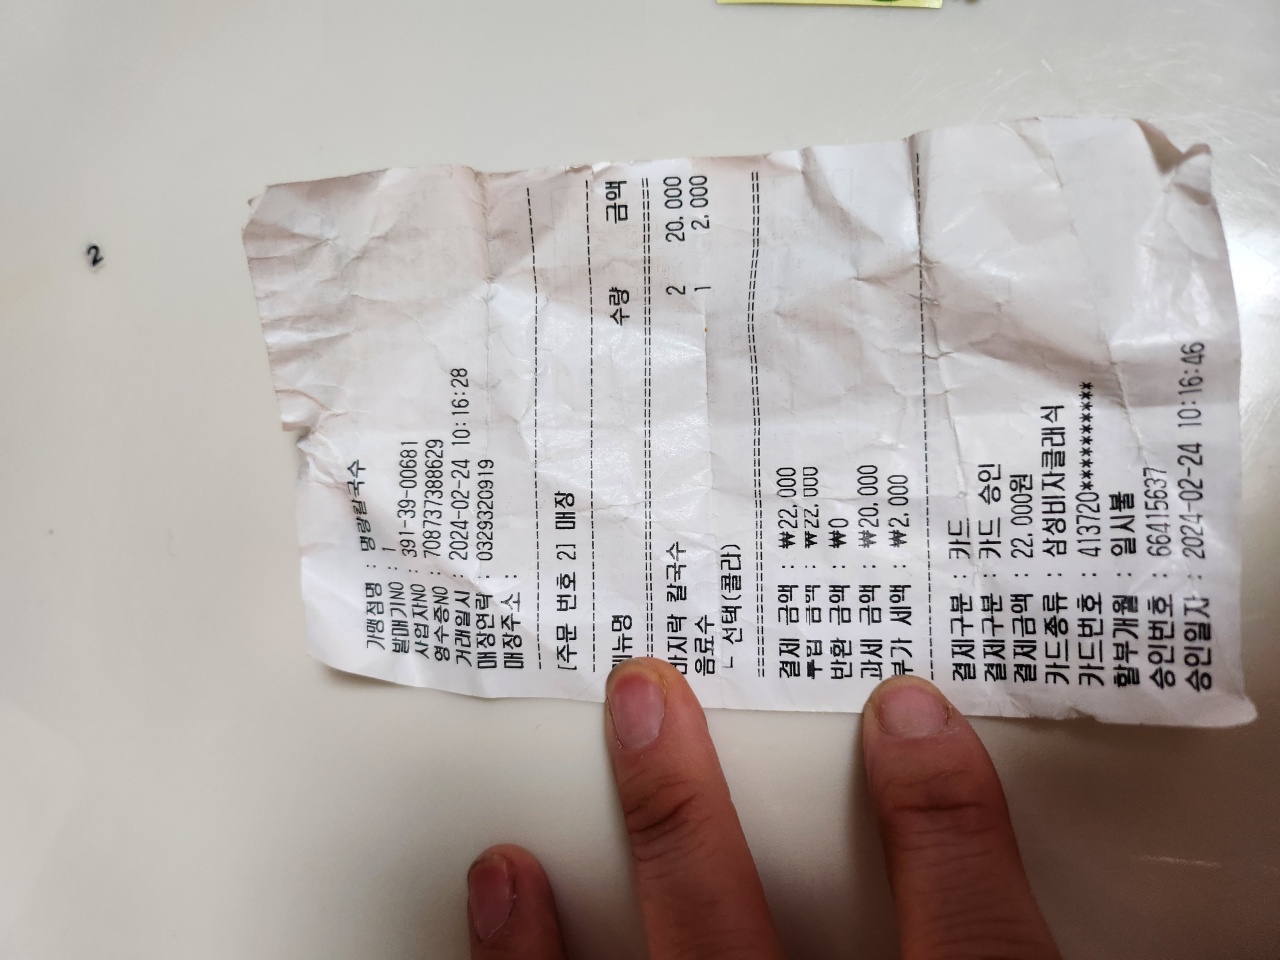 가맹점명 : 명랑칼국수
발매기NO : 1
사업자NO : 391-39-00681
영수증NO : 708737388629
거래일시 : 2024-02-24 10:16:28
매장연락 : 0329320919
매장주소 :
[주문 번호 2] 매장
메뉴명 수량 금액
바지락 칼국수 2 20,000
음료수 1 2,000
ㄴ 선택(콜라)
결제 금액 : ₩22,000
투입 금액 : ₩22,000
반환 금액 : ₩0
과세 금액 : ₩20,000
부가 세액 : ₩2,000
결제구분 : 카드
결제구분 : 카드 승인
결제금액 : 22,000원
카드종류 : 삼성비자클래식
카드번호 : 413720**********
할부개월 : 일시불
승인번호 : 66415637
승인일자 : 2024-02-24 10:16:46
2